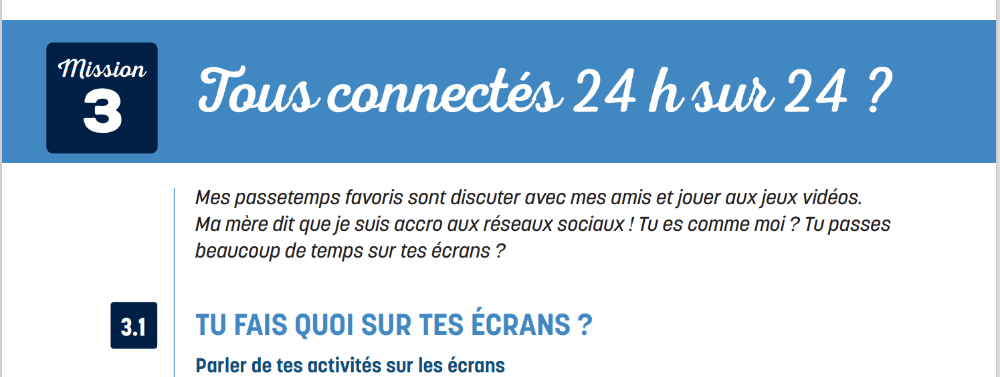 Mission
3
Tous connectés 24 h sur 24 ?
Mes passetemps favoris sont discuter avec mes amis et jouer aux jeux vidéos.
Ma mère dit que je suis accro aux réseaux sociaux ! Tu es comme moi ? Tu passes
beaucoup de temps sur tes écrans ?
3.1
TU FAIS QUOI SUR TES ÉCRANS ?
Parler de tes activités sur les écrans